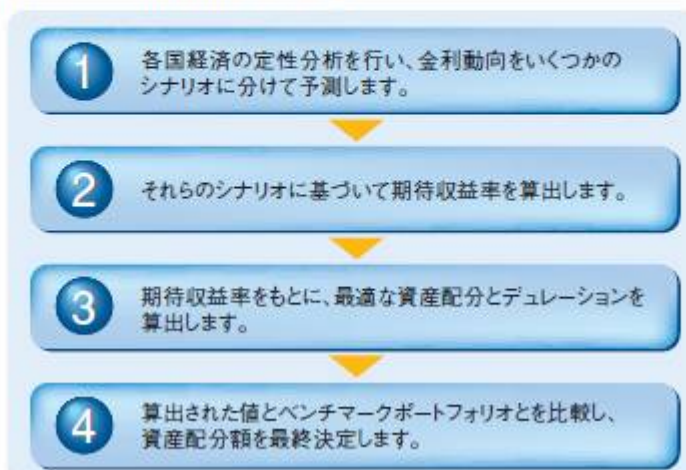 1
各国経済の定性分析を行い、金利動向をいくつかの
シナリオに分けて予測します。
2
それらのシナリオに基づいて期待収益率を算出します。
3
期待収益率をもとに、最適な資産配分とデュレーションを
算出します。
4
算出された値とベンチマークポートフォリオとを比較し、
資産配分額を最終決定します。